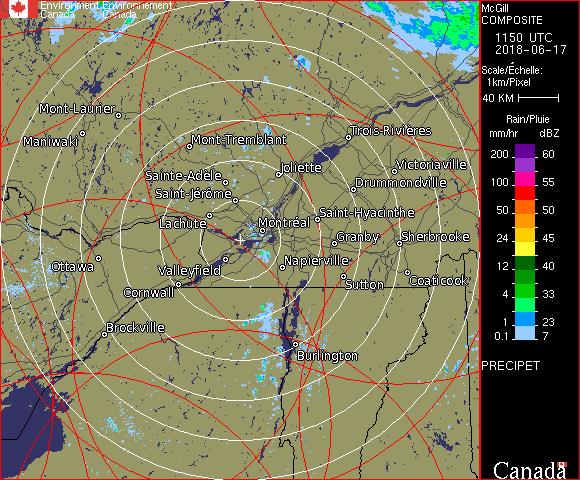 Environment Environnement
Canada Canada
McGill
COMPOSITE
1150 UTC
2018-06-17
Scale/Échelle:
1km/Pixel
40 KM
Rain/Pluie
mm/hr dBZ
200 60
100 55
50 50
24 45
12 40
4 33
1 23
0.1 7
PRECIPET
Canada
Mont-Laurier
Maniwaki
Mont-Tremblant
Trois-Rivières
Joliette
Victoriaville
Sainte-Adèle
Drummondville
Saint-Jérôme
Lachute
Montréal
Saint-Hyacinthe
Granby
Sherbrooke
Ottawa
Valleyfield
Napierville
Cornwall
Sutton
Coaticook
Brockville
Burlington